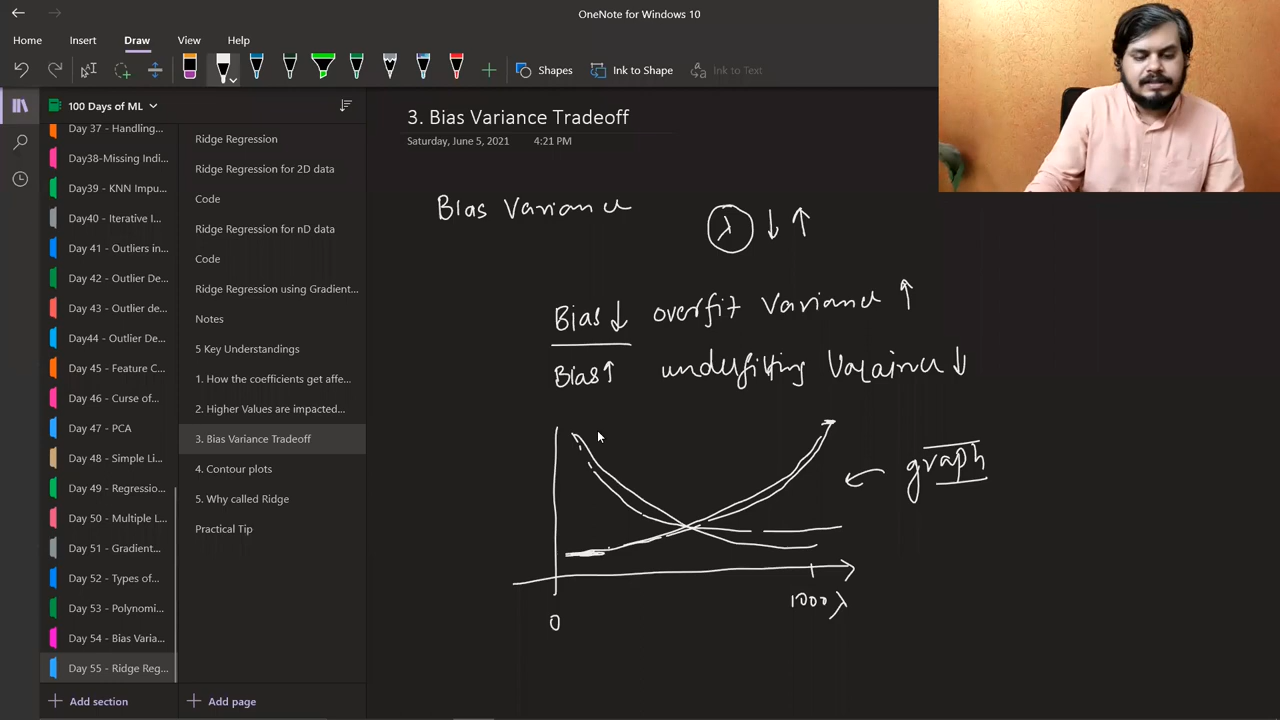 OneNote for Windows 10
Home Insert Draw View Help
Shapes Ink to Shape Ink to Text
100 Days of ML
Day 37 - Handling...
Day38-Missing Indi...
Day39 - KNN Impu...
Day40 - Iterative I...
Day 41 - Outliers in...
Day 42 - Outlier De...
Day 43 - Outlier de...
Day44 - Outlier De...
Day 45 - Feature C...
Day 46 - Curse of...
Day 47 - PCA
Day 48 - Simple Li...
Day 49 - Regressio...
Day 50 - Multiple L...
Day 51 - Gradient...
Day 52 - Types of...
Day 53 - Polynomi...
Day 54 - Bias Varia...
Day 55 - Ridge Reg...
Add section
Ridge Regression
Ridge Regression for 2D data
Code
Ridge Regression for nD data
Code
Ridge Regression using Gradient...
Notes
5 Key Understandings
1. How the coefficients get affe...
2. Higher Values are impacted...
3. Bias Variance Tradeoff
4. Contour plots
5. Why called Ridge
Practical Tip
Add page
3. Bias Variance Tradeoff
Saturday, June 5, 2021 4:21 PM
Bias Variance
λ ↓ ↑
Bias ↓ overfit Variance ↑
Bias ↑ underfitting Varaince ↓
← graph
1000 λ
0